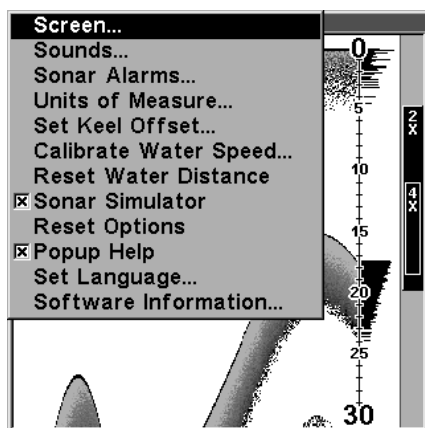 Screen...
Sounds...
Sonar Alarms...
Units of Measure...
Set Keel Offset...
Calibrate Water Speed...
Reset Water Distance
Sonar Simulator
Reset Options
Popup Help
Set Language...
Software Information...
0
5
10
15
20
25
30
2X
4X